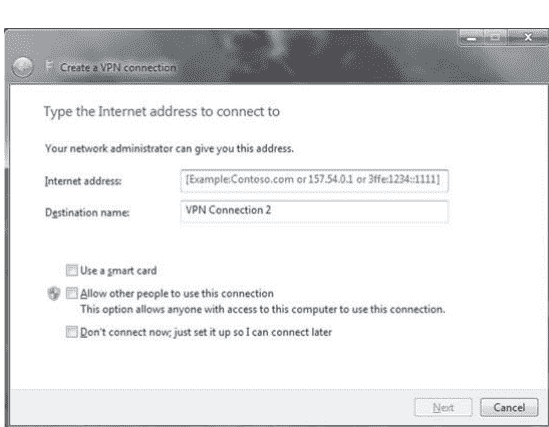 Create a VPN connection
Type the Internet address to connect to
Your network administrator can give you this address.
Internet address:
[Example:Contoso.com or 157.54.0.1 or 3ffe:1234::1111]
Destination name:
VPN Connection 2
Use a smart card
Allow other people to use this connection
This option allows anyone with access to this computer to use this connection.
Don't connect now; just set it up so I can connect later
Next
Cancel